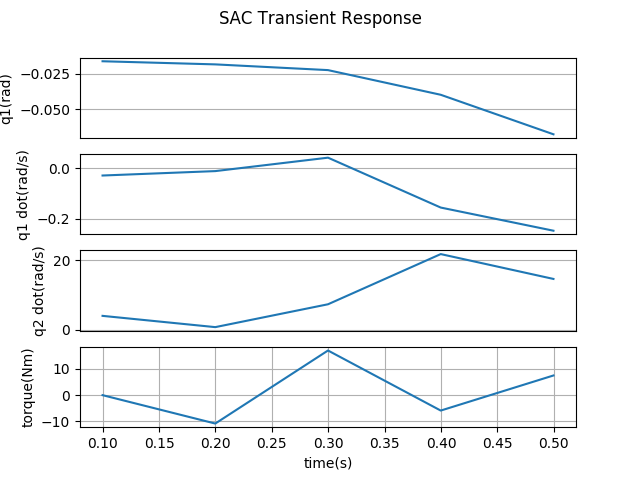 SAC Transient Response
q1(rad)
−0.025
−0.050
q1 dot(rad/s)
0.0
−0.2
q2 dot(rad/s)
20
0
torque(Nm)
10
0
−10
0.10 0.15 0.20 0.25 0.30 0.35 0.40 0.45 0.50
time(s)